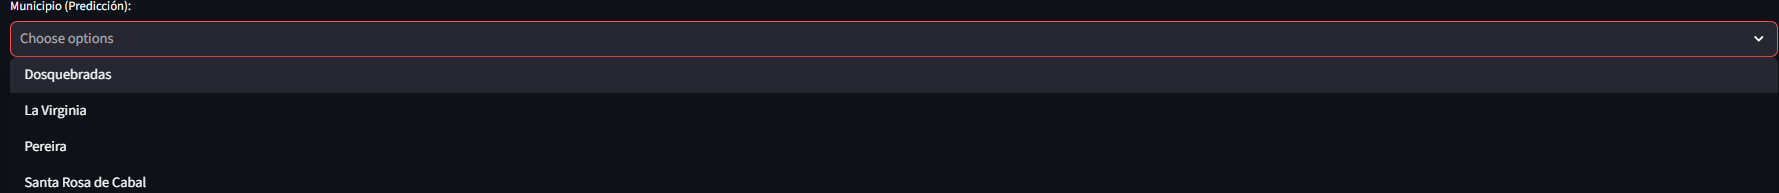 Municipio (Predicción):
Choose options
Dosquebradas
La Virginia
Pereira
Santa Rosa de Cabal